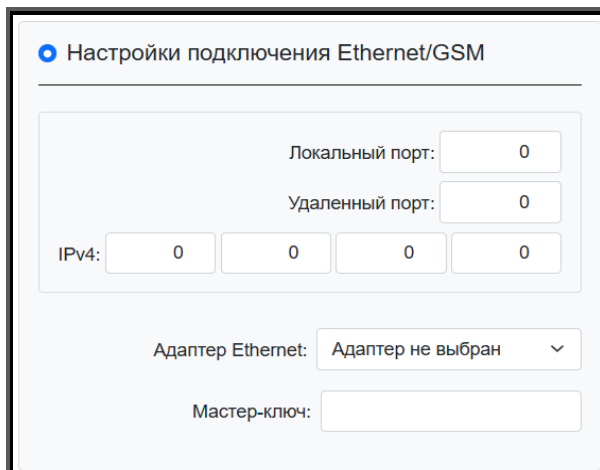 Настройки подключения Ethernet/GSM
Локальный порт: 0
Удаленный порт: 0
IPv4: 0 0 0 0
Адаптер Ethernet: Адаптер не выбран
Мастер-ключ: